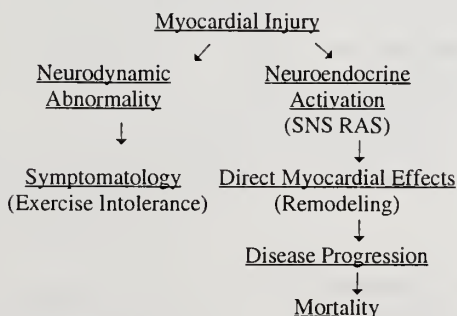 Myocardial Injury
Neurodynamic
Abnormality
Neuroendocrine
Activation
(SNS RAS)
Symptomatology
(Exercise Intolerance)
Direct Myocardial Effects
(Remodeling)
Disease Progression
Mortality